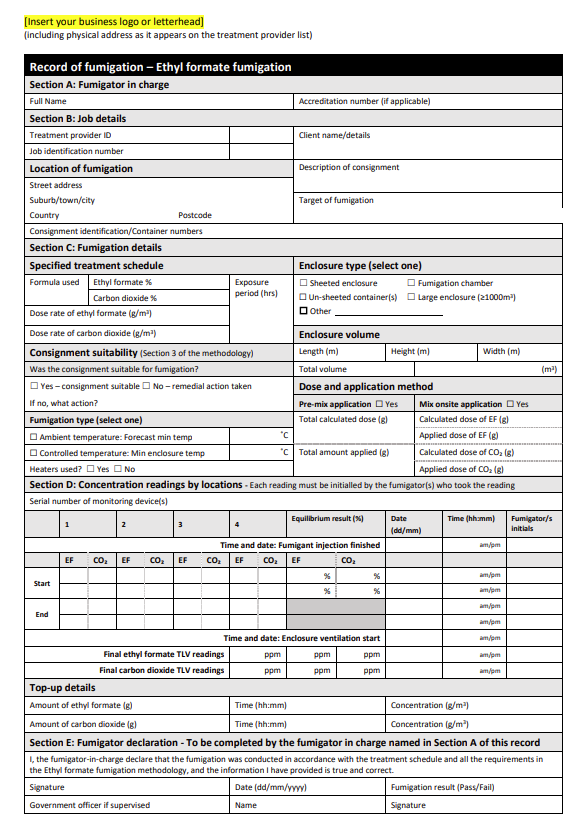 [Insert your business logo or letterhead]
(including physical address as it appears on the treatment provider list)
Record of fumigation – Ethyl formate fumigation
Section A: Fumigator in charge
Full Name Accreditation number (if applicable)
Section B: Job details
Treatment provider ID Client name/details
Job identification number
Location of fumigation Description of consignment
Street address
Suburb/town/city Target of fumigation
Country Postcode
Consignment identification/Container numbers
Section C: Fumigation details
Specified treatment schedule Enclosure type (select one)
Formula used Ethyl formate % Exposure period (hrs) ☐ Sheeted enclosure ☐ Fumigation chamber
Carbon dioxide % ☐ Un-sheeted container(s) ☐ Large enclosure (≥1000m³)
Dose rate of ethyl formate (g/m³) ☐ Other
Dose rate of carbon dioxide (g/m³) Enclosure volume
Consignment suitability (Section 3 of the methodology) Length (m) Height (m) Width (m)
Was the consignment suitable for fumigation? Total volume (m³)
☐ Yes – consignment suitable ☐ No – remedial action taken Dose and application method
If no, what action? Pre-mix application ☐ Yes Mix onsite application ☐ Yes
Fumigation type (select one) Total calculated dose (g) Calculated dose of EF (g)
☐ Ambient temperature: Forecast min temp °C Applied dose of EF (g)
☐ Controlled temperature: Min enclosure temp °C Total amount applied (g) Calculated dose of CO₂ (g)
Heaters used? ☐ Yes ☐ No Applied dose of CO₂ (g)
Section D: Concentration readings by locations - Each reading must be initialled by the fumigator(s) who took the reading
Serial number of monitoring device(s)
1 2 3 4 Equilibrium result (%) Date (dd/mm) Time (hh:mm) Fumigator/s initials
Time and date: Fumigant injection finished am/pm
EF CO₂ EF CO₂ EF CO₂ EF CO₂ EF CO₂
Start % % am/pm
% % am/pm
End am/pm
am/pm
Time and date: Enclosure ventilation start am/pm
Final ethyl formate TLV readings ppm ppm ppm am/pm
Final carbon dioxide TLV readings ppm ppm ppm am/pm
Top-up details
Amount of ethyl formate (g) Time (hh:mm) Concentration (g/m³)
Amount of carbon dioxide (g) Time (hh:mm) Concentration (g/m³)
Section E: Fumigator declaration - To be completed by the fumigator in charge named in Section A of this record
I, the fumigator-in-charge declare that the fumigation was conducted in accordance with the treatment schedule and all the requirements in
the Ethyl formate fumigation methodology, and the information I have provided is true and correct.
Signature Date (dd/mm/yyyy) Fumigation result (Pass/Fail)
Government officer if supervised Name Signature